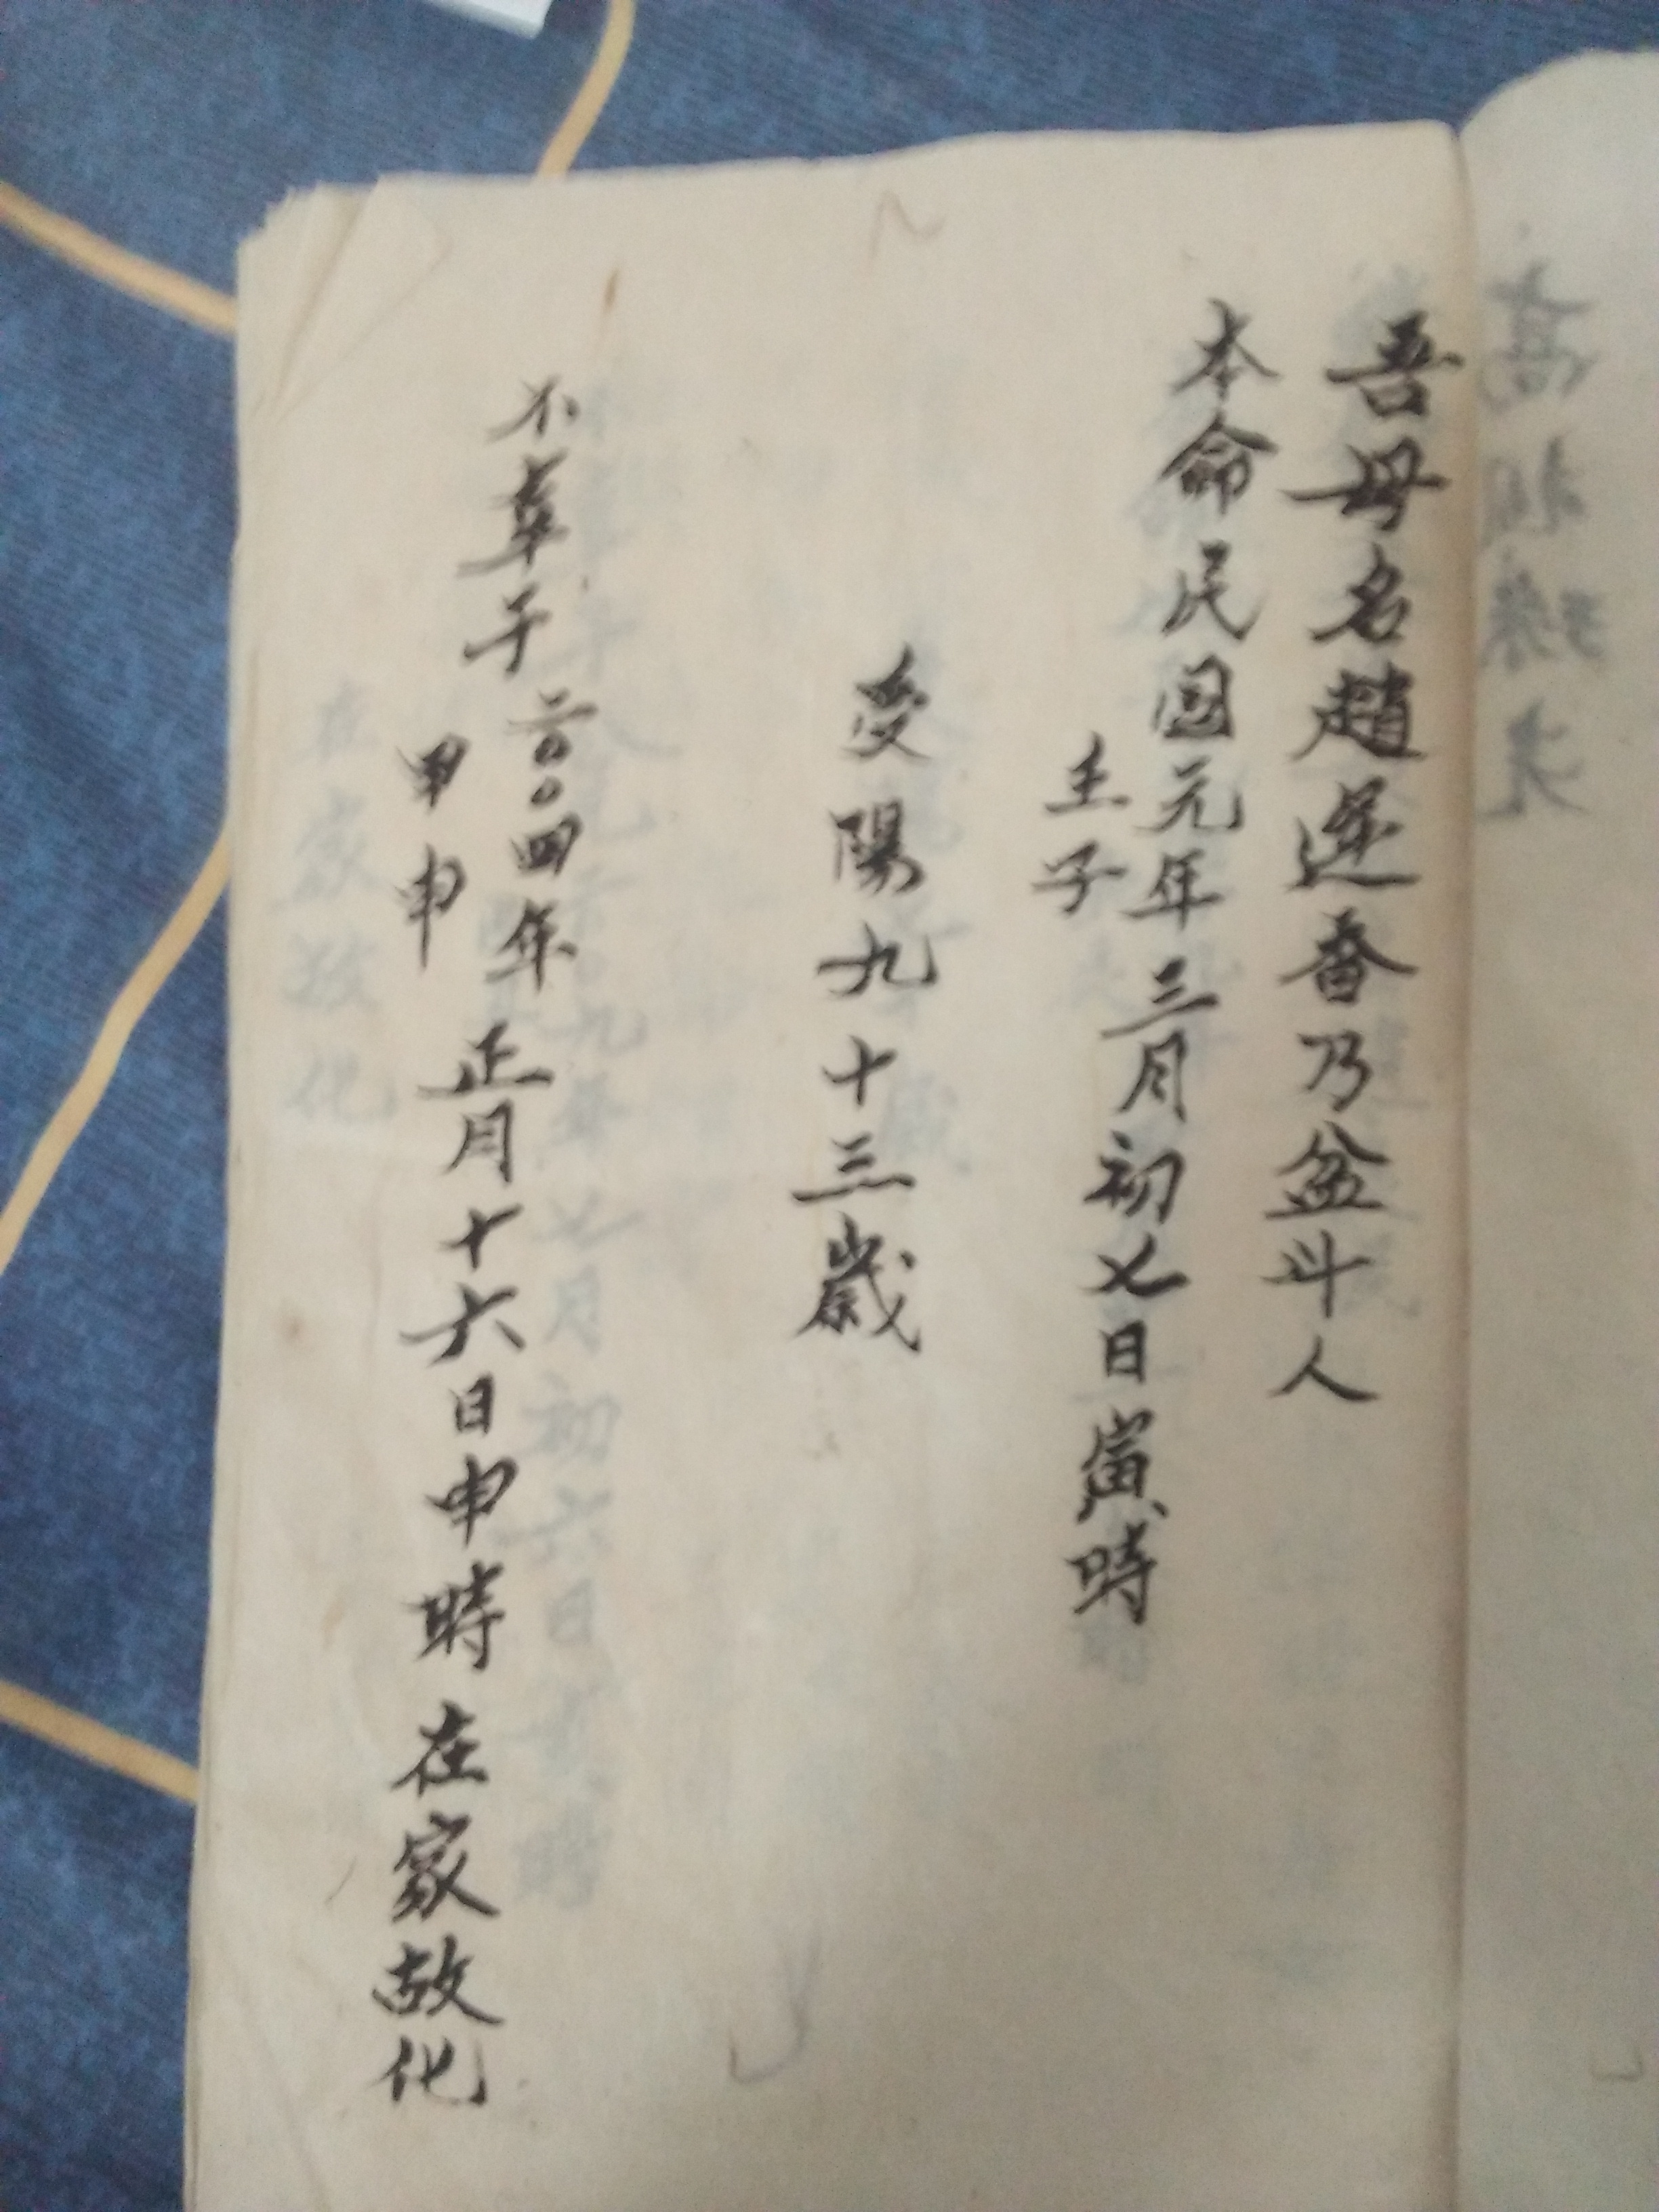 吾母名趙逆香乃盆斗人
本命民國元年三月初七日寅時
壬子
受陽九十三歲
不幸于二〇〇四年正月十六日申時在家故化
甲申